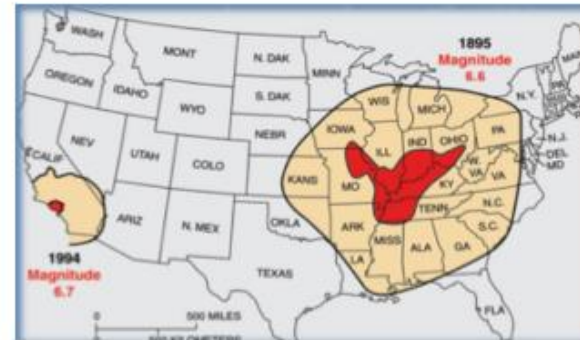 WASH
MONT
N. DAK
MINN
1895
Magnitude
6.6
OREGON
IDAHO
S. DAK
WIS
MICH
N.Y.
VT
WYO
IOWA
PA
NEBR
ILL
IND
OHIO
N.J.
DEL
MD
NEV
UTAH
COLO
W.
VA
VA
CALIF
KANS
MO
KY
N.C.
TENN
ARIZ
N. MEX
OKLA
ARK
S.C.
MISS
ALA
GA
1994
Magnitude
6.7
TEXAS
LA
FLA
0
500 MILES